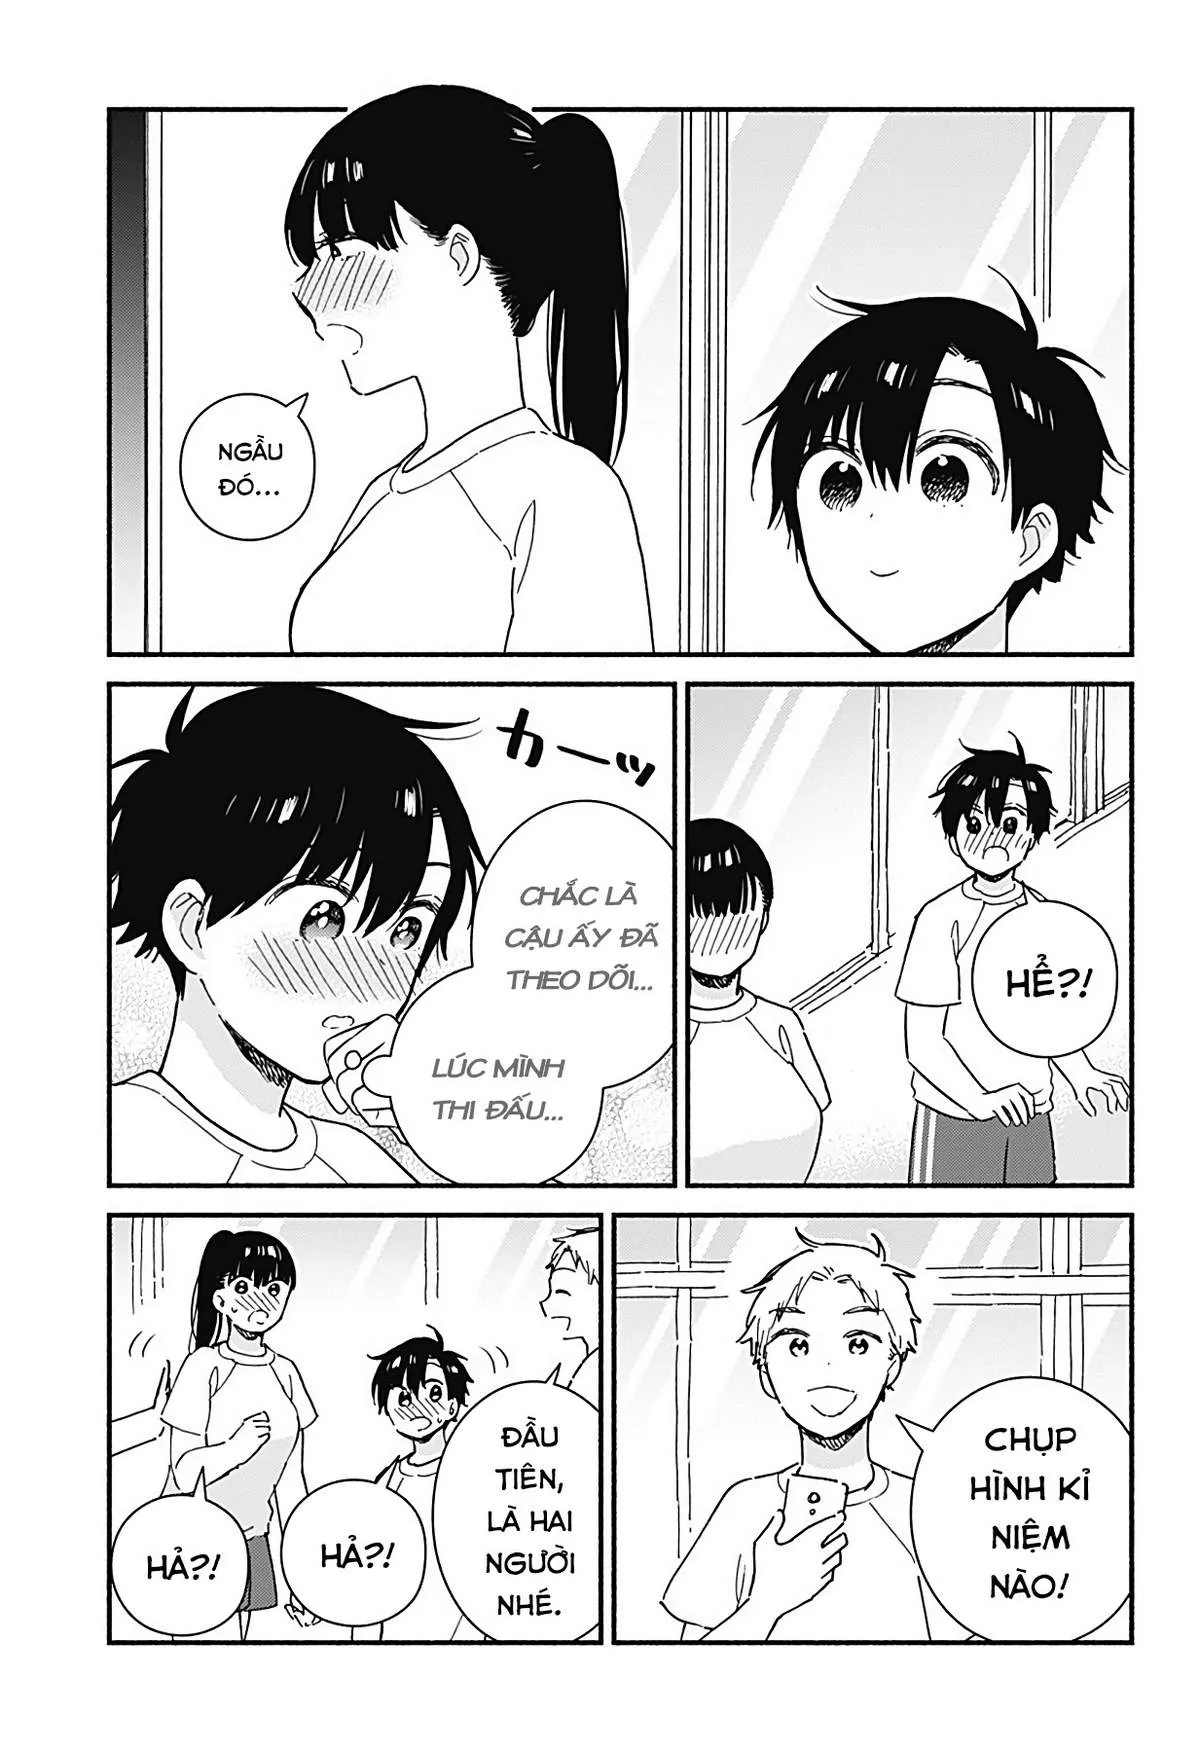 NGẦU
ĐÓ...
HỂ?!
カーッ
CHẮC LÀ
CẬU ẤY ĐÃ
THEO DÕI...
LÚC MÌNH
THI ĐẤU...
CHỤP
HÌNH KỈ
NIỆM
NÀO!
ĐẦU
TIÊN,
LÀ HAI
NGƯỜI
NHÉ.
HẢ?!
HẢ?!